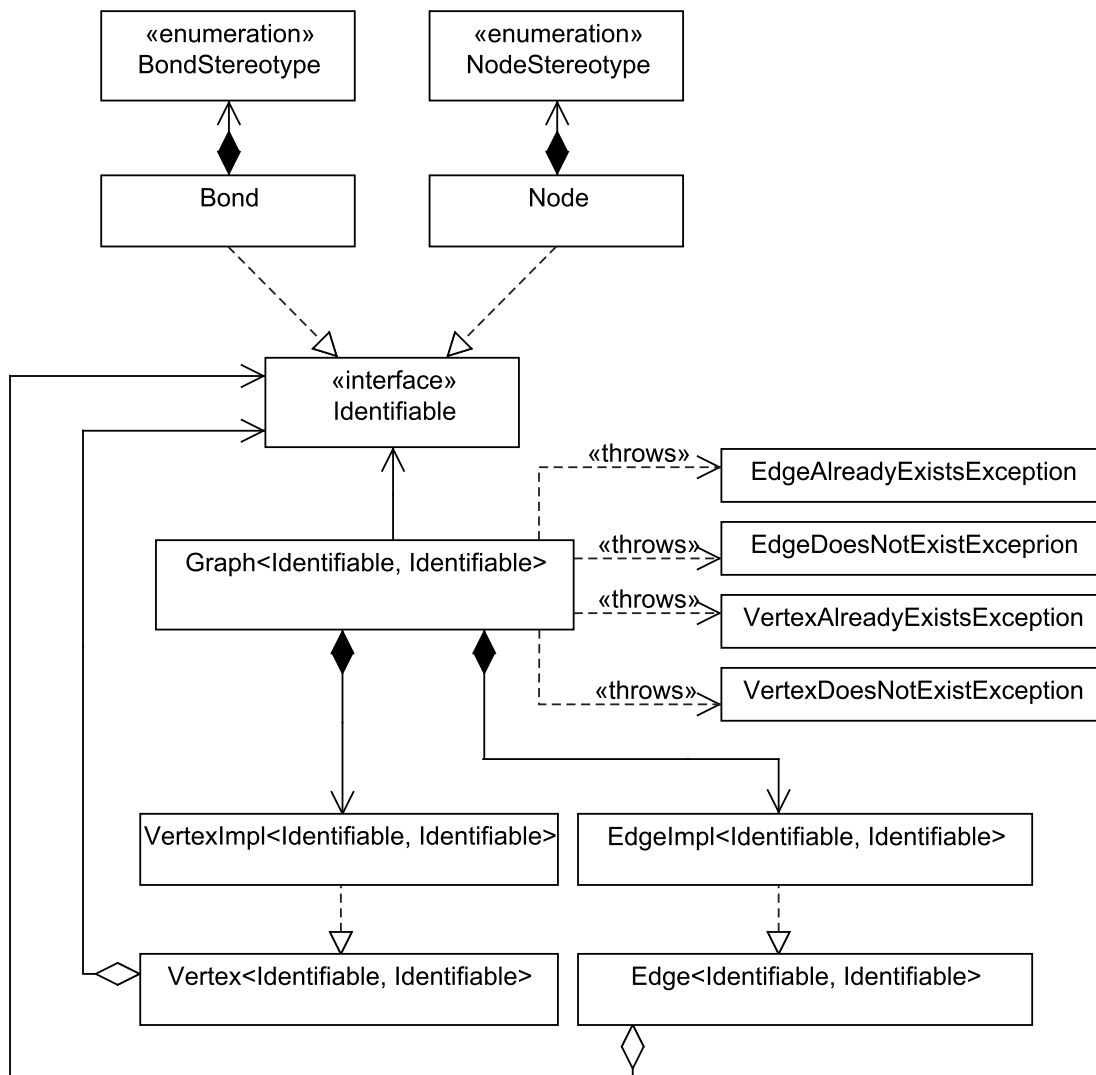 «enumeration»
BondStereotype
«enumeration»
NodeStereotype
Bond
Node
«interface»
Identifiable
«throws»
EdgeAlreadyExistsException
Graph<Identifiable, Identifiable>
«throws»
EdgeDoesNotExistExceprion
«throws»
VertexAlreadyExistsException
«throws»
VertexDoesNotExistException
VertexImpl<Identifiable, Identifiable>
EdgeImpl<Identifiable, Identifiable>
Vertex<Identifiable, Identifiable>
Edge<Identifiable, Identifiable>